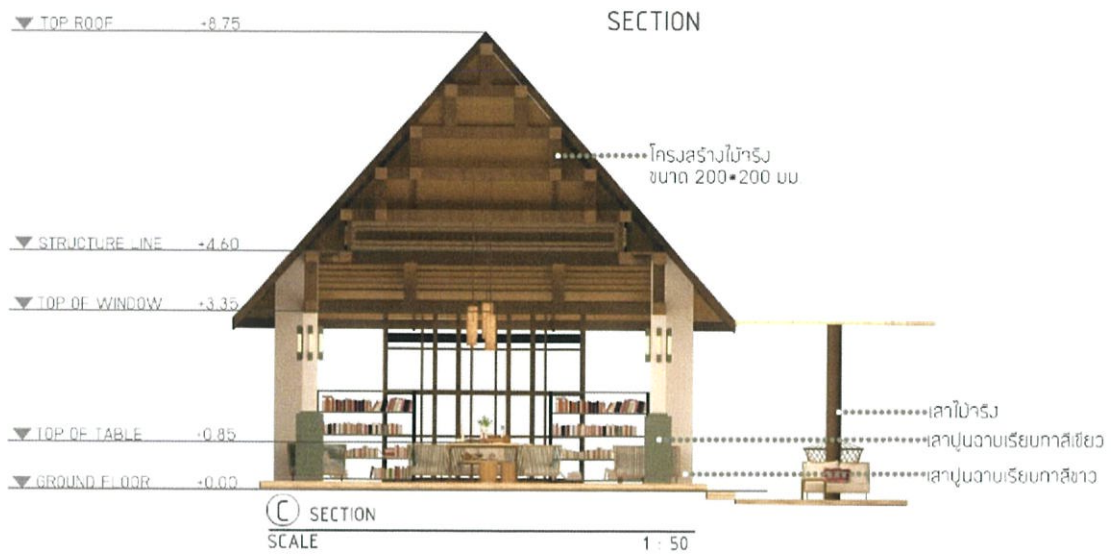 SECTION
TOP ROOF +8.75
โครงสร้างไม้จริง
ขนาด 200*200 มม.
STRUCTURE LINE +4.60
TOP OF WINDOW +3.35
เสาไม้จริง
TOP OF TABLE +0.85
เสาปูนฉาบเรียบทาสีเขียว
GROUND FLOOR +0.00
เสาปูนฉาบเรียบทาสีขาว
C SECTION
SCALE 1 : 50